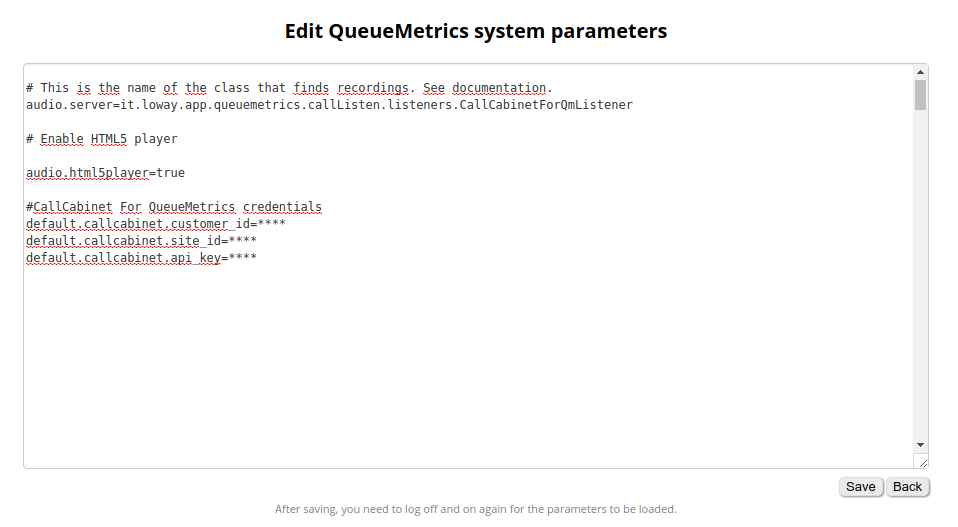 Edit QueueMetrics system parameters
# This is the name of the class that finds recordings. See documentation.
audio.server=it.loway.app.queuemetrics.callListen.listeners.CallCabinetForQmListener
# Enable HTML5 player
audio.html5player=true
#CallCabinet For QueueMetrics credentials
default.callcabinet.customer_id=****
default.callcabinet.site_id=****
default.callcabinet.api_key=****
Save Back
After saving, you need to log off and on again for the parameters to be loaded.